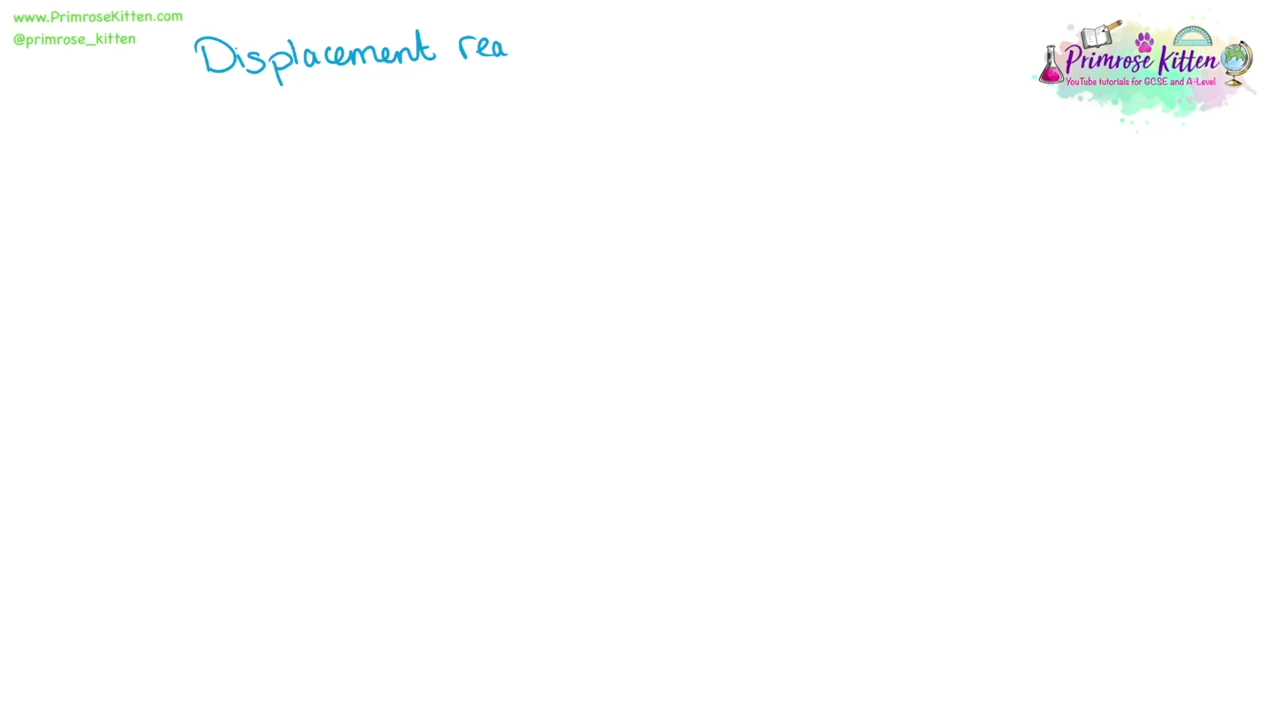 www.PrimroseKitten.com
@primrose_kitten
Displacement rea
Primrose Kitten
YouTube tutorials for GCSE and A-Level